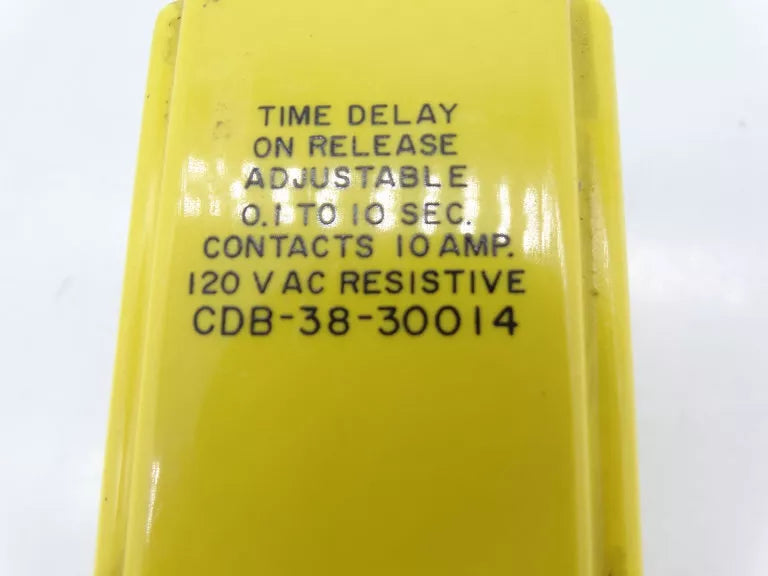 TIME DELAY
ON RELEASE
ADJUSTABLE
0.1 TO 10 SEC.
CONTACTS 10 AMP.
120 VAC RESISTIVE
CDB-38-30014